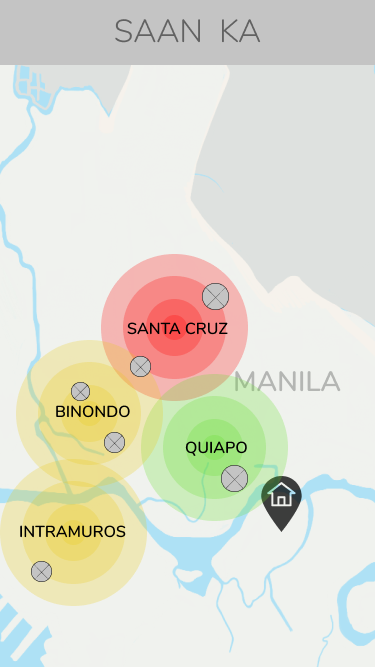 SAAN KA
SANTA CRUZ
MANILA
BINONDO
QUIAPO
INTRAMUROS